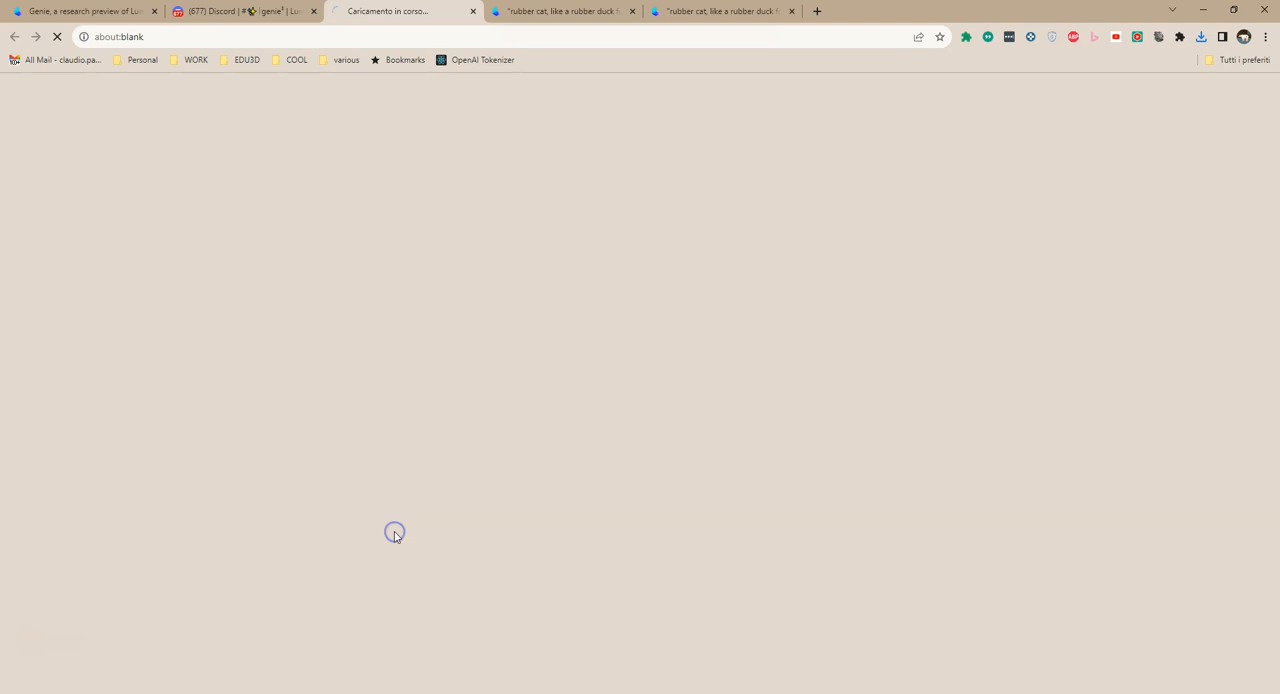 Genie, a research preview of Lu
(677) Discord | #✨|genie² | Lu
Caricamento in corso...
"rubber cat, like a rubber duck f
"rubber cat, like a rubber duck f
about:blank
All Mail - claudio.pa...
Personal
WORK
EDU3D
COOL
various
Bookmarks
OpenAI Tokenizer
Tutti i preferiti